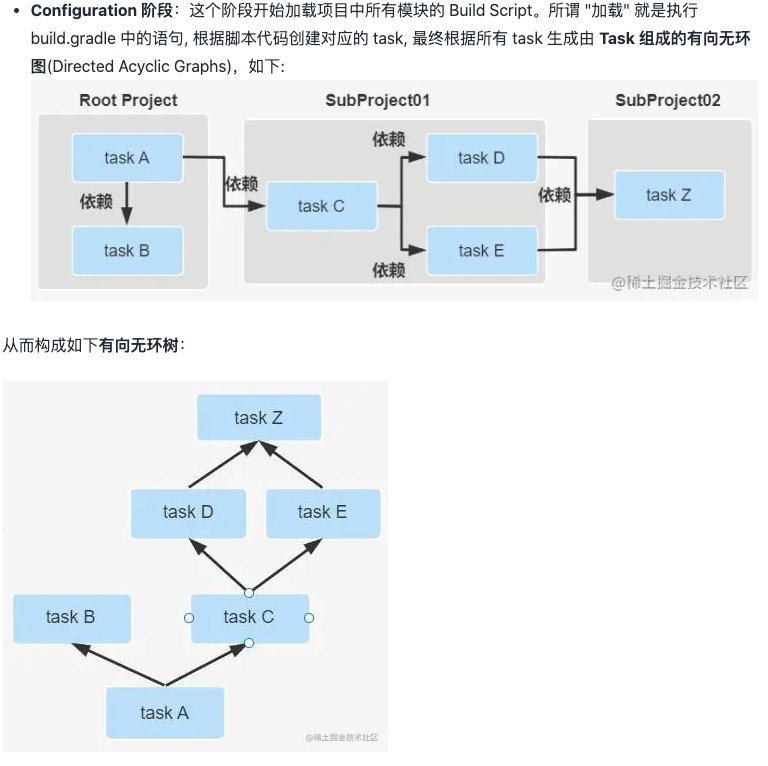 Configuration 阶段：这个阶段开始加载项目中所有模块的 Build Script。所谓 "加载" 就是执行
build.gradle 中的语句, 根据脚本代码创建对应的 task, 最终根据所有 task 生成由 Task 组成的有向无环
图(Directed Acyclic Graphs)，如下:
Root Project
SubProject01
SubProject02
依赖
task A
task D
依赖
依赖
task C
依赖
task Z
依赖
task B
task E
依赖
@稀土掘金技术社区
从而构成如下有向无环树：
task Z
task D
task E
task B
task C
task A
@稀土掘金技术社区